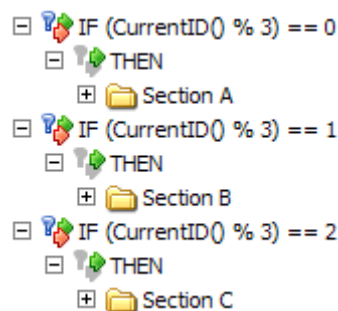 IF (CurrentID() % 3) == 0
THEN
Section A
IF (CurrentID() % 3) == 1
THEN
Section B
IF (CurrentID() % 3) == 2
THEN
Section C